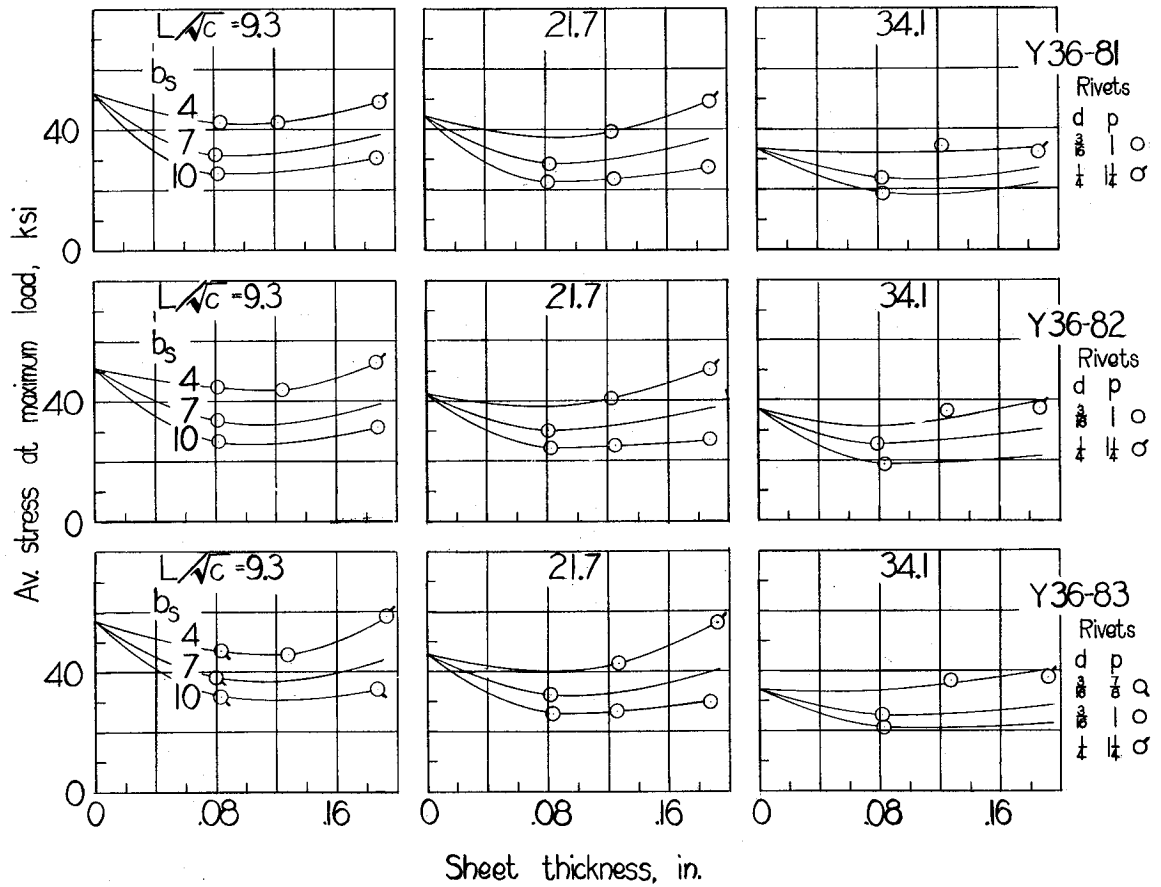 L/√c = 9.3
21.7
34.1
Y36-81
Rivets
d p
3/16 1
1/4 1 1/4
b_s
4
7
10
40
0
L/√c = 9.3
21.7
34.1
Y36-82
Rivets
d p
3/16 1
1/4 1 1/4
b_s
4
7
10
40
0
L/√c = 9.3
21.7
34.1
Y36-83
Rivets
d p
3/16 7/8
3/16 1
1/4 1 1/4
b_s
4
7
10
40
0
0 .08 .16
0 .08 .16
0 .08 .16
Av. stress at maximum load, ksi
Sheet thickness, in.